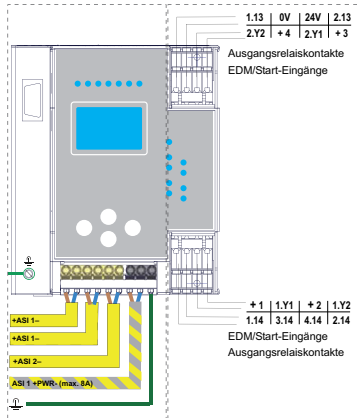 1.13 | 0V | 24V | 2.13
2.Y2 | + 4 | 2.Y1 | + 3
Ausgangsrelaiskontakte
EDM/Start-Eingänge
+ASI 1–
+ASI 1–
+ASI 2–
ASI 1 +PWR- (max. 8A)
+ 1 | 1.Y1 | + 2 | 1.Y2
1.14 | 3.14 | 4.14 | 2.14
EDM/Start-Eingänge
Ausgangsrelaiskontakte